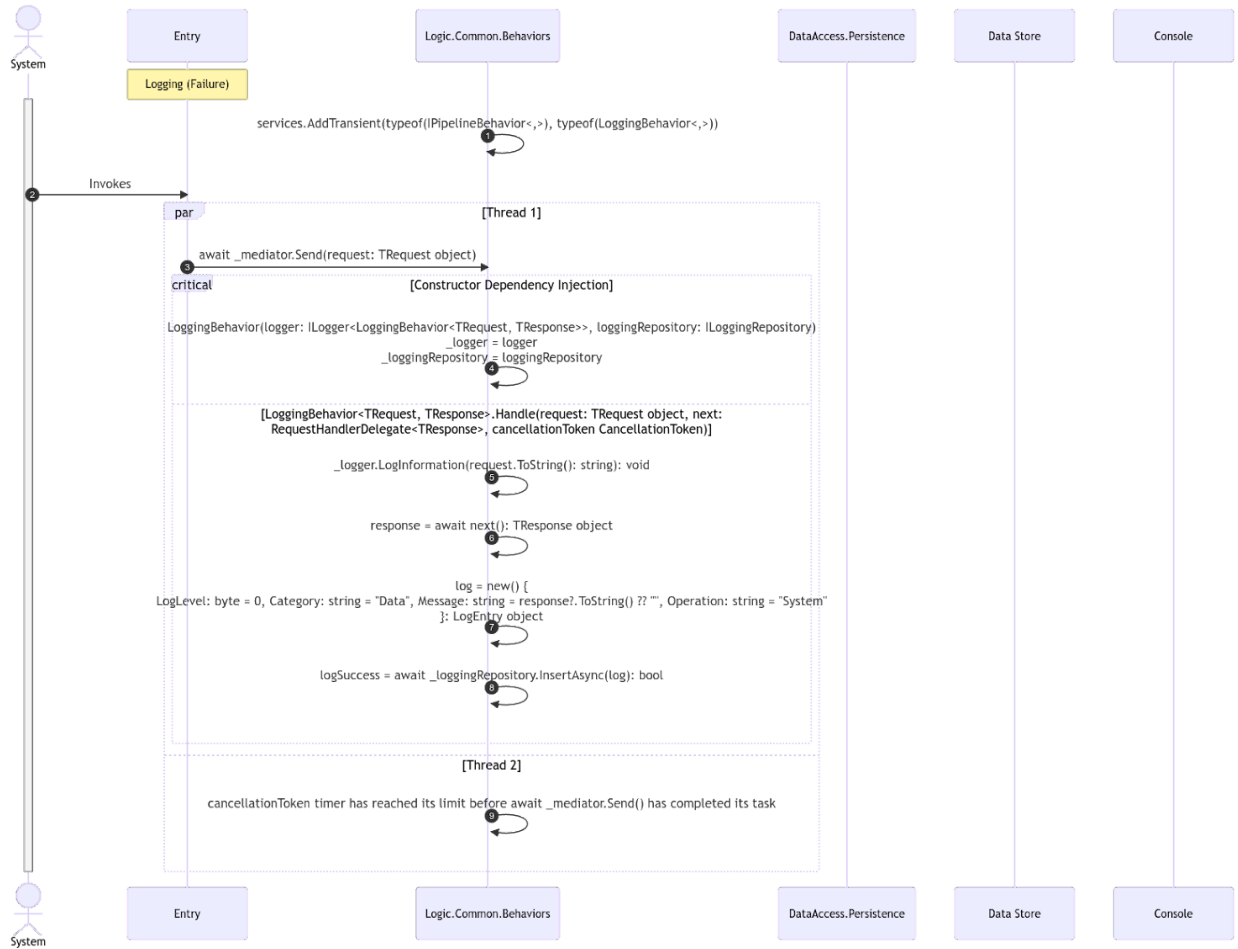 System
Entry
Logic.Common.Behaviors
DataAccess.Persistence
Data Store
Console
Logging (Failure)
services.AddTransient(typeof(IPipelineBehavior<,>), typeof(LoggingBehavior<,>))
1
2
Invokes
par
[Thread 1]
await _mediator.Send(request: TRequest object)
3
critical
[Constructor Dependency Injection]
LoggingBehavior(logger: ILogger<LoggingBehavior<TRequest, TResponse>>, loggingRepository: ILoggingRepository)
_logger = logger
_loggingRepository = loggingRepository
4
[LoggingBehavior<TRequest, TResponse>.Handle(request: TRequest object, next:
RequestHandlerDelegate<TResponse>, cancellationToken CancellationToken)]
_logger.LogInformation(request.ToString(): string): void
5
response = await next(): TResponse object
6
log = new() {
LogLevel: byte = 0, Category: string = "Data", Message: string = response?.ToString() ?? "", Operation: string = "System"
}: LogEntry object
7
logSuccess = await _loggingRepository.InsertAsync(log): bool
8
[Thread 2]
cancellationToken timer has reached its limit before await _mediator.Send() has completed its task
9
System
Entry
Logic.Common.Behaviors
DataAccess.Persistence
Data Store
Console